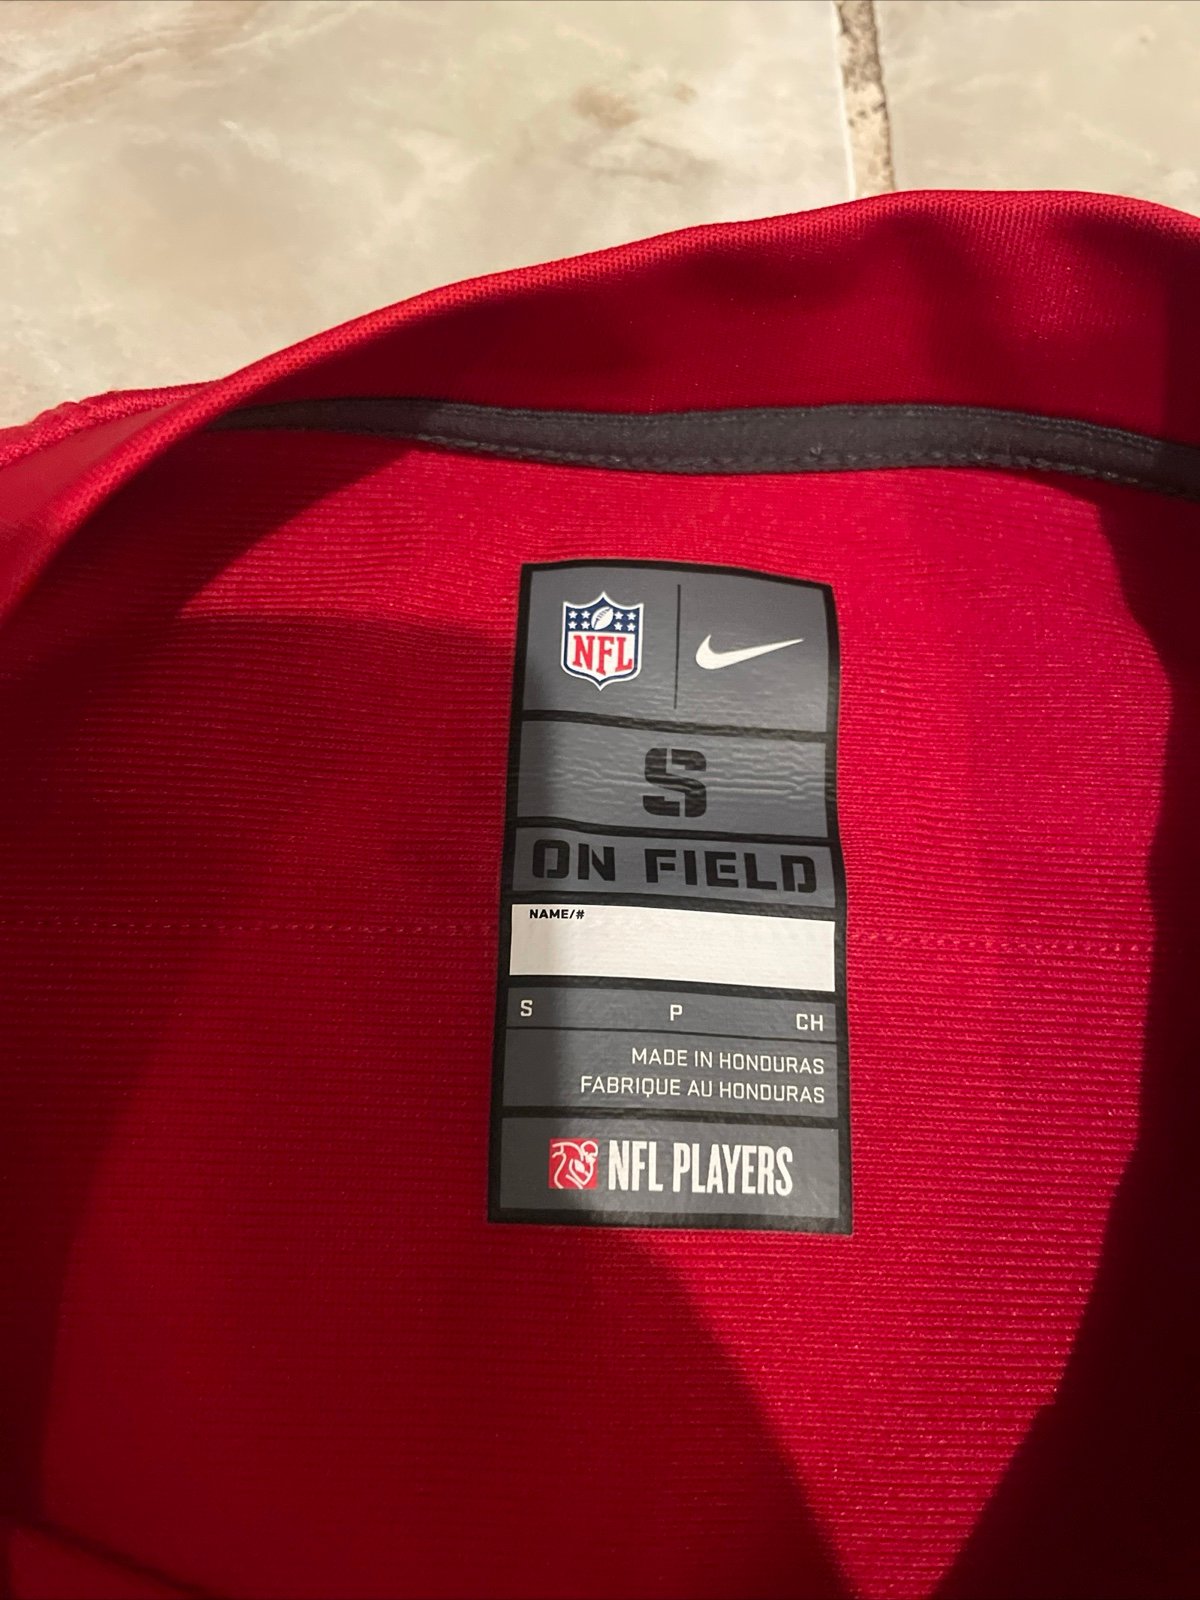 NFL
S
ON FIELD
NAME/#
S P CH
MADE IN HONDURAS
FABRIQUE AU HONDURAS
NFL PLAYERS